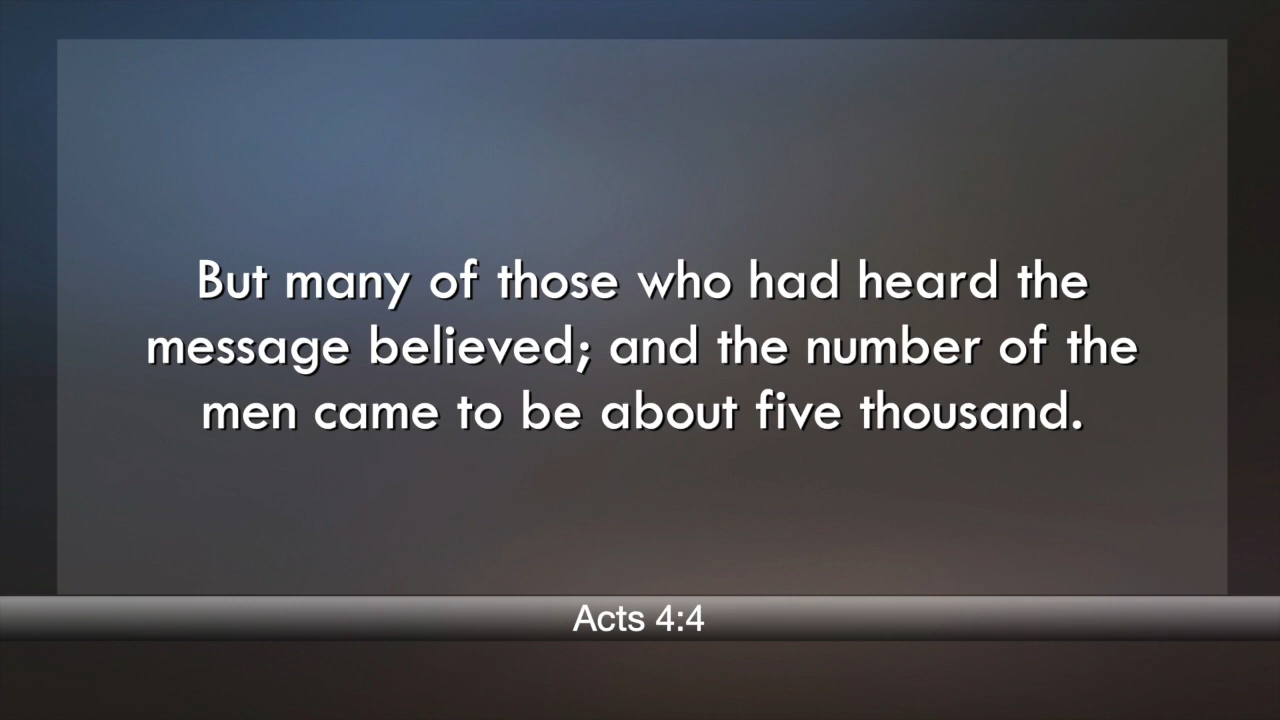 But many of those who had heard the
message believed; and the number of the
men came to be about five thousand.
Acts 4:4